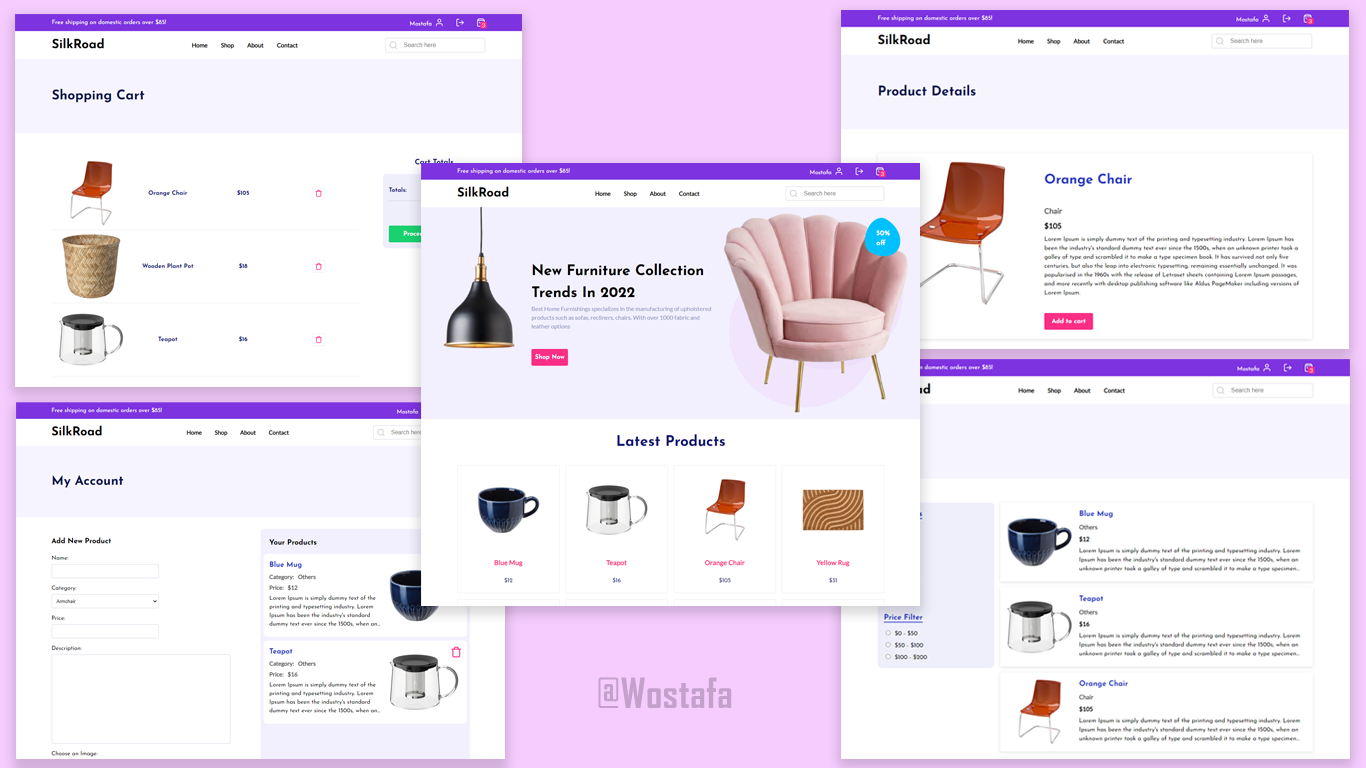 Free shipping on domestic orders over $85!
Mostafa
3
SilkRoad
Home Shop About Contact
Search here
Shopping Cart
Cart Totals
Orange Chair $105
Totals:
Wooden Plant Pot $18
Teapot $16
Free shipping on domestic orders over $85!
Mostafa
SilkRoad
Home Shop About Contact
Search here
My Account
Add New Product
Name:
Category:
Armchair
Price:
Description:
Choose an Image:
Your Products
Blue Mug
Category: Others
Price: $12
Lorem Ipsum is simply dummy text of the
printing and typesetting industry. Lorem
Ipsum has been the industry's standard
dummy text ever since the 1500s, when an...
Teapot
Category: Others
Price: $16
Lorem Ipsum is simply dummy text of the
printing and typesetting industry. Lorem
Ipsum has been the industry's standard
dummy text ever since the 1500s, when an...
Free shipping on domestic orders over $85!
Mostafa
3
SilkRoad
Home Shop About Contact
Search here
50%
off
New Furniture Collection
Trends In 2022
Best Home Furnishings specializes in the manufacturing of upholstered
products such as sofas, recliners, chairs. With over 1000 fabric and
leather options
Shop Now
Latest Products
Blue Mug
$12
Teapot
$16
Orange Chair
$105
Yellow Rug
$31
@Wostafa
Free shipping on domestic orders over $85!
Mostafa
3
SilkRoad
Home Shop About Contact
Search here
Product Details
Orange Chair
Chair
$105
Lorem Ipsum is simply dummy text of the printing and typesetting industry. Lorem Ipsum has
been the industry's standard dummy text ever since the 1500s, when an unknown printer took a
galley of type and scrambled it to make a type specimen book. It has survived not only five
centuries, but also the leap into electronic typesetting, remaining essentially unchanged. It was
popularised in the 1960s with the release of Letraset sheets containing Lorem Ipsum passages,
and more recently with desktop publishing software like Aldus PageMaker including versions of
Lorem Ipsum.
Add to cart
domestic orders over $85!
Mostafa
3
Home Shop About Contact
Search here
Price Filter
$0 - $50
$50 - $100
$100 - $200
Blue Mug
Others
$12
Lorem Ipsum is simply dummy text of the printing and typesetting industry. Lorem
Ipsum has been the industry's standard dummy text ever since the 1500s, when an
unknown printer took a galley of type and scrambled it to make a type specimen...
Teapot
Others
$16
Lorem Ipsum is simply dummy text of the printing and typesetting industry. Lorem
Ipsum has been the industry's standard dummy text ever since the 1500s, when an
unknown printer took a galley of type and scrambled it to make a type specimen...
Orange Chair
Chair
$105
Lorem Ipsum is simply dummy text of the printing and typesetting industry. Lorem
Ipsum has been the industry's standard dummy text ever since the 1500s, when an
unknown printer took a galley of type and scrambled it to make a type specimen...